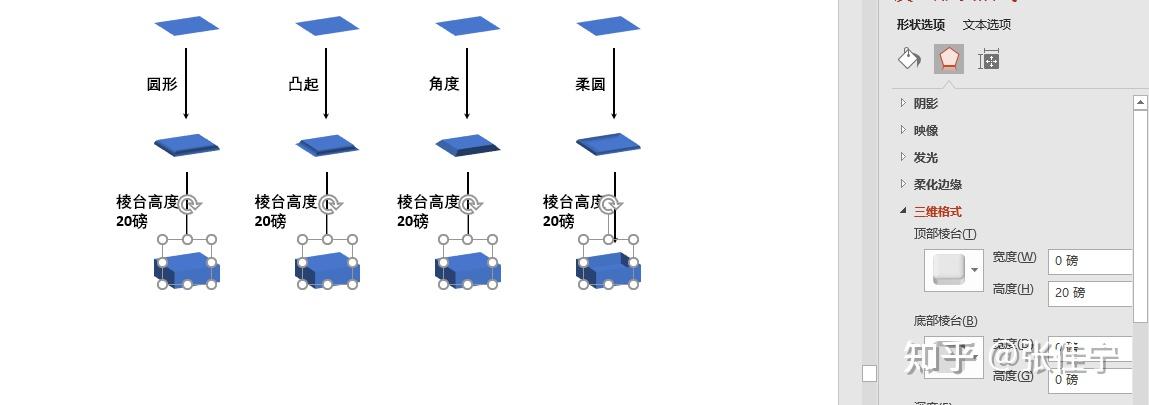 圆形
凸起
角度
柔圆
棱台高度
20磅
棱台高度
20磅
棱台高度
20磅
棱台高度
20磅
形状选项 文本选项
阴影
映像
发光
柔化边缘
三维格式
顶部棱台(T)
宽度(W) 0 磅
高度(H) 20 磅
底部棱台(B)
宽度(D) 0 磅
高度(G) 0 磅
知乎 @张佳宁